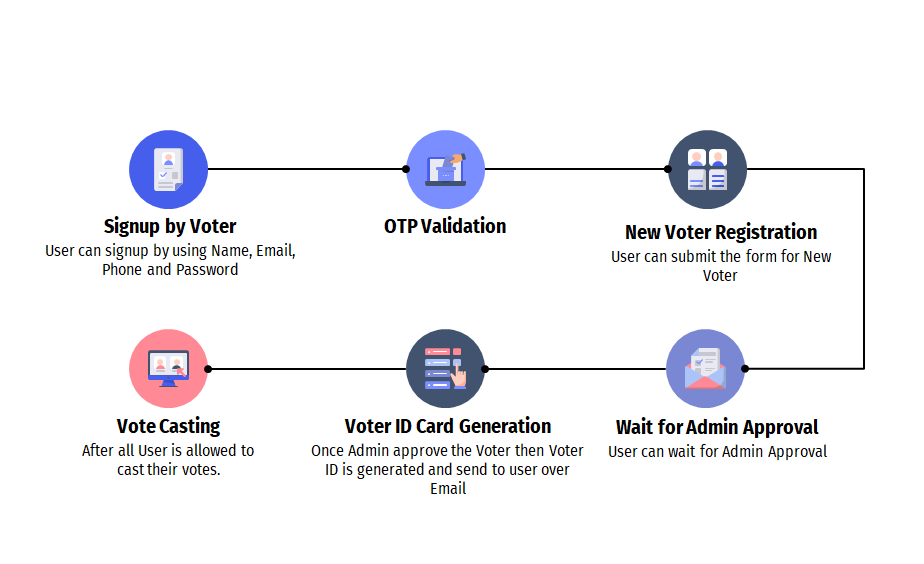 Signup by Voter
User can signup by using Name, Email,
Phone and Password
OTP Validation
New Voter Registration
User can submit the form for New
Voter
Vote Casting
After all User is allowed to
cast their votes.
Voter ID Card Generation
Once Admin approve the Voter then Voter
ID is generated and send to user over
Email
Wait for Admin Approval
User can wait for Admin Approval